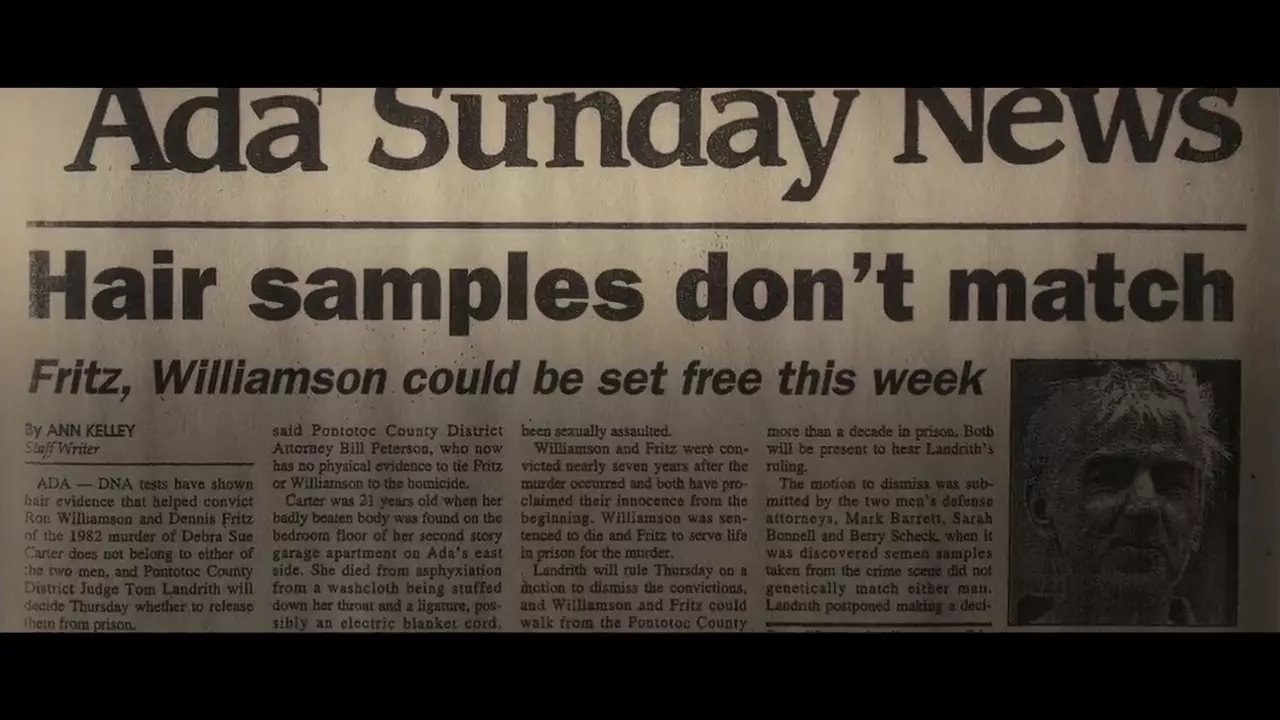 Ada Sunday News
Hair samples don't match
Fritz, Williamson could be set free this week
By ANN KELLEY
Staff Writer
ADA — DNA tests have shown
hair evidence that helped convict
Ron Williamson and Dennis Fritz
of the 1982 murder of Debra Sue
Carter does not belong to either of
the two men, and Pontotoc County
District Judge Tom Landrith will
decide Thursday whether to release
them from prison.
said Pontotoc County District
Attorney Bill Peterson, who now
has no physical evidence to tie Fritz
or Williamson to the homicide.
Carter was 21 years old when her
badly beaten body was found on the
bedroom floor of her second story
garage apartment on Ada's east
side. She died from asphyxiation
from a washcloth being stuffed
down her throat and a ligature, pos-
sibly an electric blanket cord,
been sexually assaulted.
Williamson and Fritz were con-
victed nearly seven years after the
murder occurred and both have pro-
claimed their innocence from the
beginning. Williamson was sen-
tenced to die and Fritz to serve life
in prison for the murder.
Landrith will rule Thursday on a
motion to dismiss the convictions,
and Williamson and Fritz could
walk from the Pontotoc County
more than a decade in prison. Both
will be present to hear Landrith's
ruling.
The motion to dismiss was sub-
mitted by the two men's defense
attorneys, Mark Barrett, Sarah
Bonnell and Berry Scheck, when it
was discovered semen samples
taken from the crime scene did not
genetically match either man.
Landrith postponed making a deci-